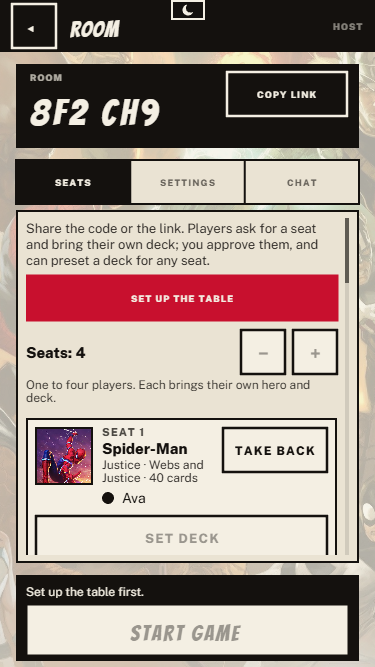 ROOM
HOST
ROOM
8F2 CH9
COPY LINK
SEATS
SETTINGS
CHAT
Share the code or the link. Players ask for a seat
and bring their own deck; you approve them, and
can preset a deck for any seat.
SET UP THE TABLE
Seats: 4
−
+
One to four players. Each brings their own hero and
deck.
SEAT 1
Spider-Man
Justice · Webs and
Justice · 40 cards
Ava
TAKE BACK
SET DECK
Set up the table first.
START GAME